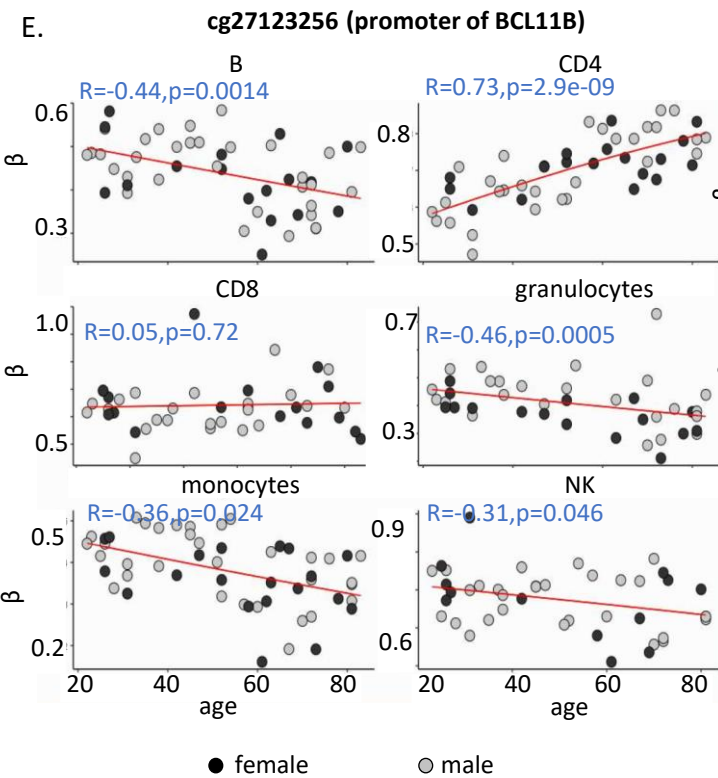 E.
cg27123256 (promoter of BCL11B)
B
R=-0.44,p=0.0014
0.6
β
0.3
CD4
R=0.73,p=2.9e-09
0.8
0.5
CD8
R=0.05,p=0.72
1.0
β
0.5
granulocytes
R=-0.46,p=0.0005
0.7
0.3
monocytes
R=-0.36,p=0.024
0.5
β
0.2
20 40 60 80
age
NK
R=-0.31,p=0.046
0.9
0.6
20 40 60 80
age
female male